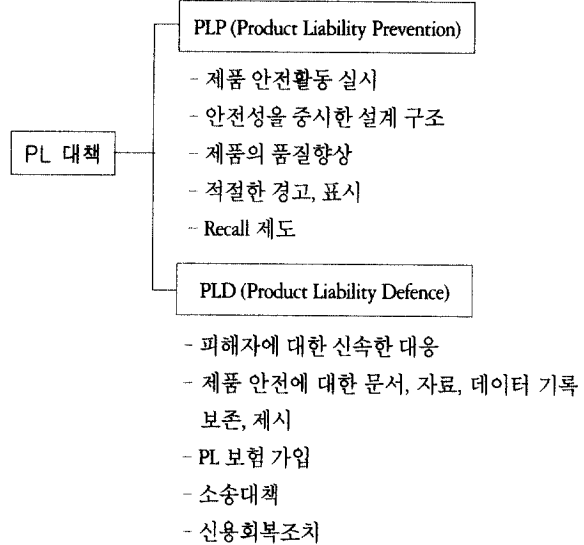 PLP (Product Liability Prevention)
- 제품 안전활동 실시
- 안전성을 중시한 설계 구조
PL 대책
- 제품의 품질향상
- 적절한 경고, 표시
- Recall 제도
PLD (Product Liability Defence)
- 피해자에 대한 신속한 대응
- 제품 안전에 대한 문서, 자료, 데이터 기록
보존, 제시
- PL 보험 가입
- 소송대책
- 신용회복조치